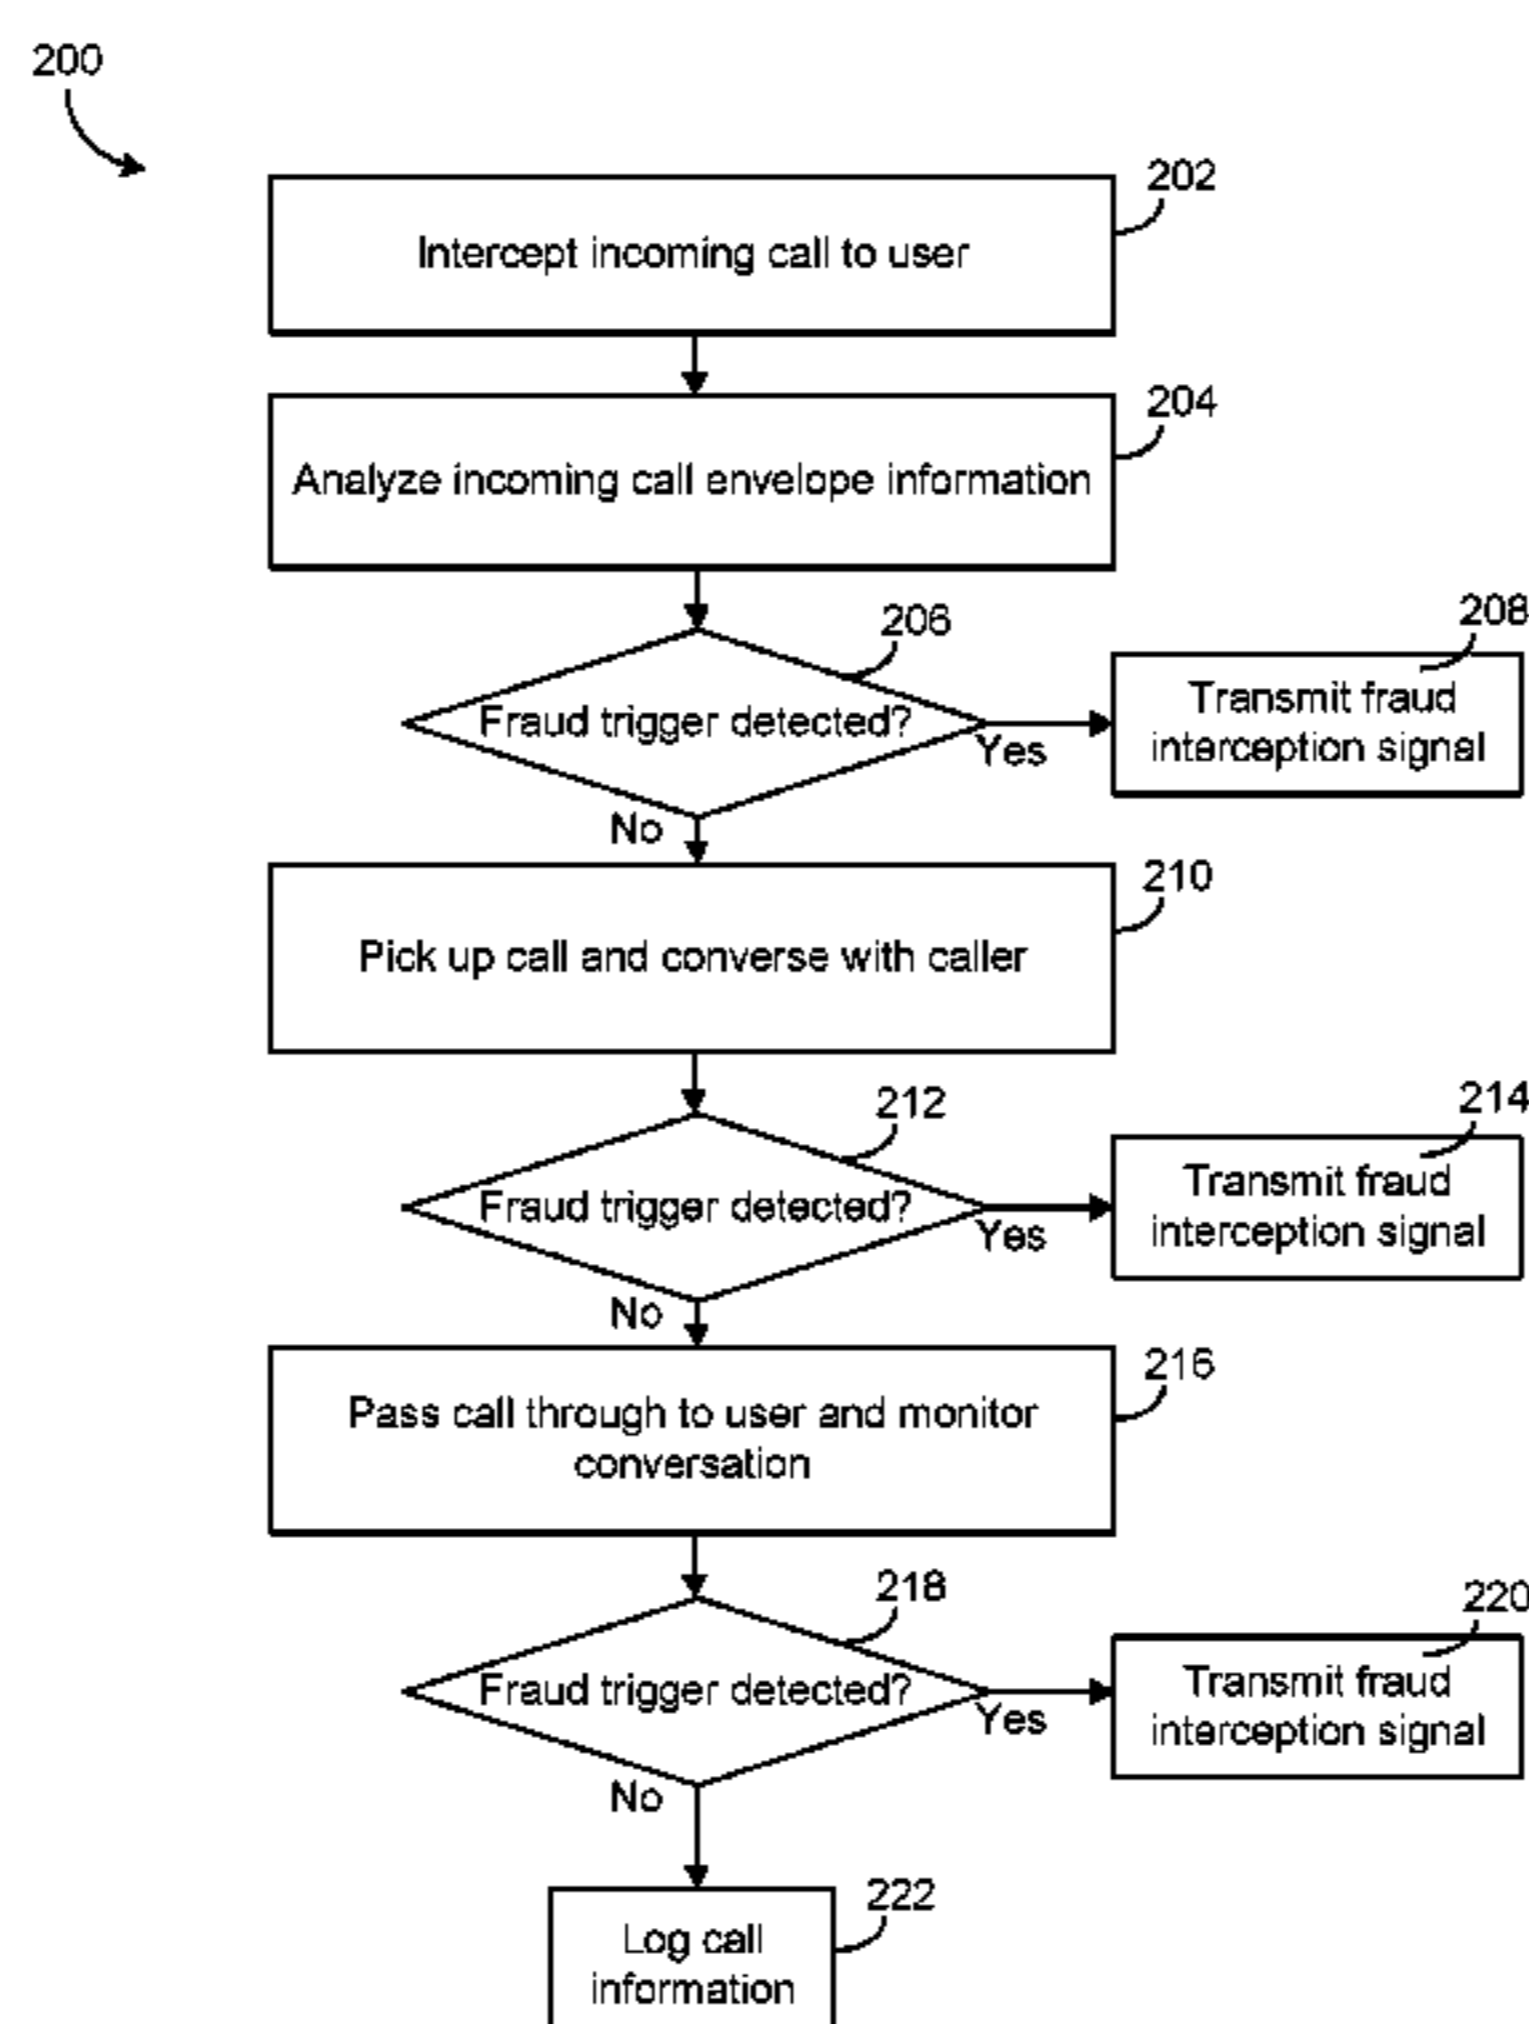 200
202
Intercept incoming call to user
204
Analyze incoming call envelope information
206
208
Fraud trigger detected?
Yes
Transmit fraud
interception signal
No
210
Pick up call and converse with caller
212
214
Fraud trigger detected?
Yes
Transmit fraud
interception signal
No
216
Pass call through to user and monitor
conversation
218
220
Fraud trigger detected?
Yes
Transmit fraud
interception signal
No
222
Log call
information